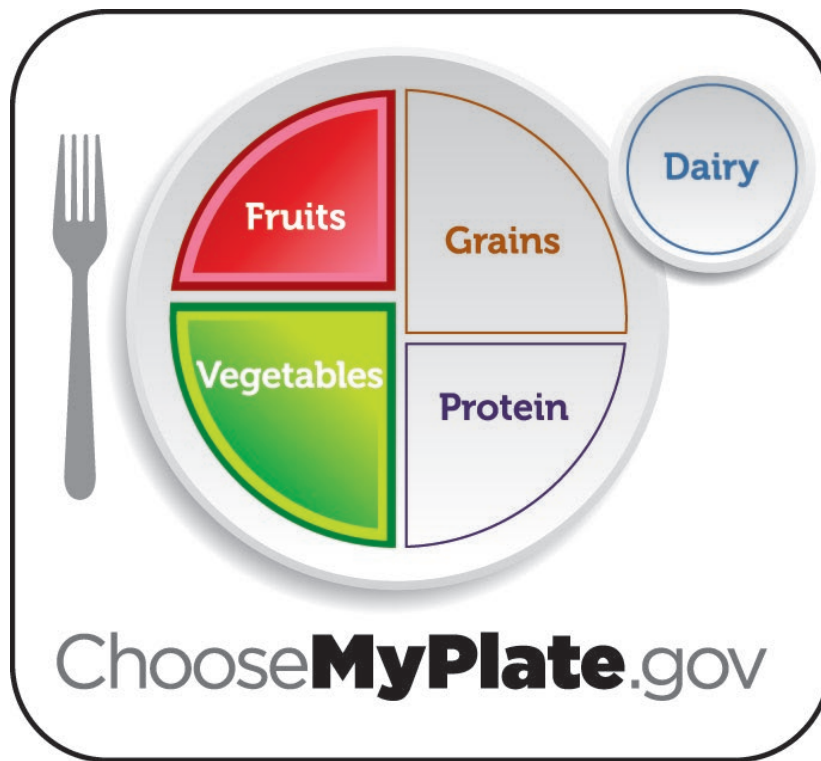 Fruits
Grains
Dairy
Vegetables
Protein
ChooseMyPlate.gov